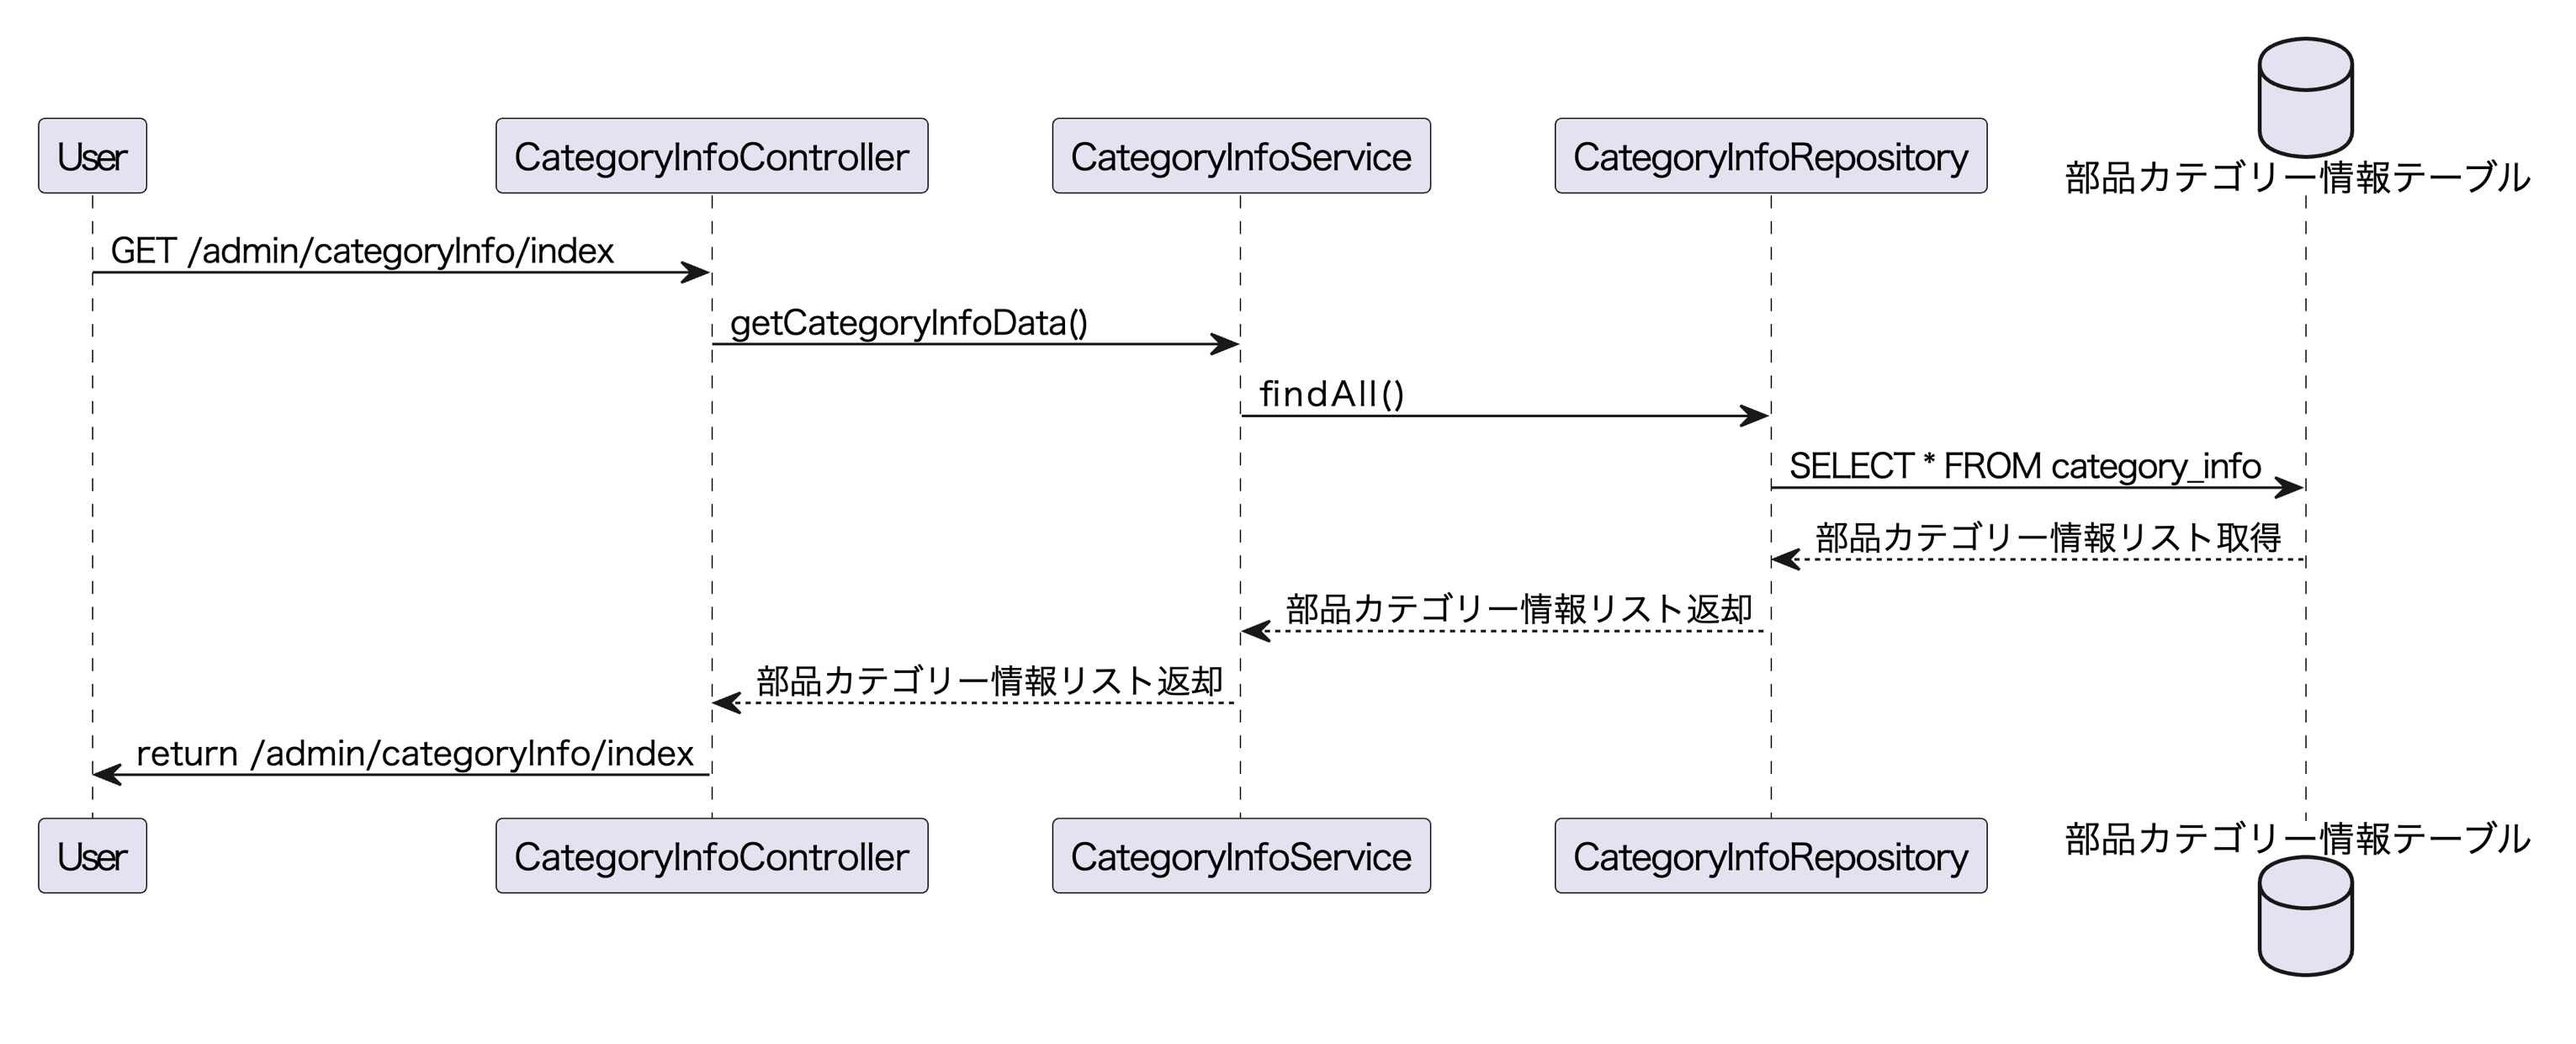 User
CategoryInfoController
CategoryInfoService
CategoryInfoRepository
部品カテゴリー情報テーブル
GET /admin/categoryInfo/index
getCategoryInfoData()
findAll()
SELECT * FROM category_info
部品カテゴリー情報リスト取得
部品カテゴリー情報リスト返却
部品カテゴリー情報リスト返却
return /admin/categoryInfo/index
User
CategoryInfoController
CategoryInfoService
CategoryInfoRepository
部品カテゴリー情報テーブル